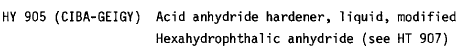 HY 905 (CIBA-GEIGY) Acid anhydride hardener, liquid, modified
Hexahydrophthalic anhydride (see HT 907)